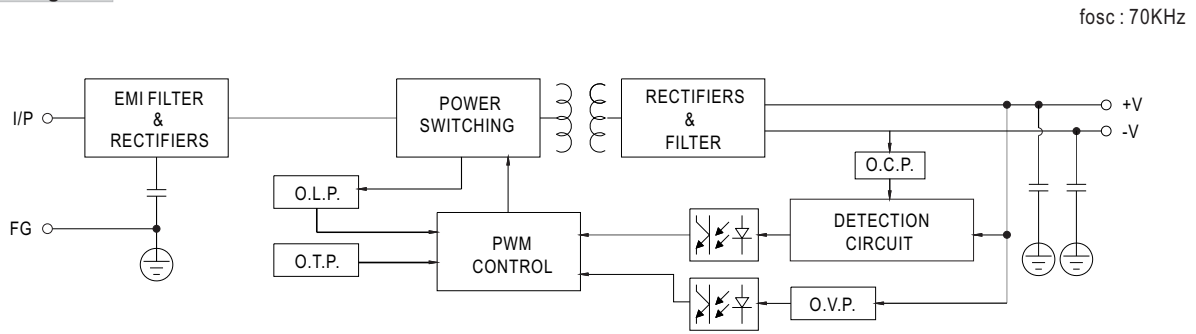 fosc : 70KHz
I/P
EMI FILTER
&
RECTIFIERS
POWER
SWITCHING
RECTIFIERS
&
FILTER
+V
-V
O.C.P.
O.L.P.
FG
DETECTION
CIRCUIT
PWM
CONTROL
O.T.P.
O.V.P.